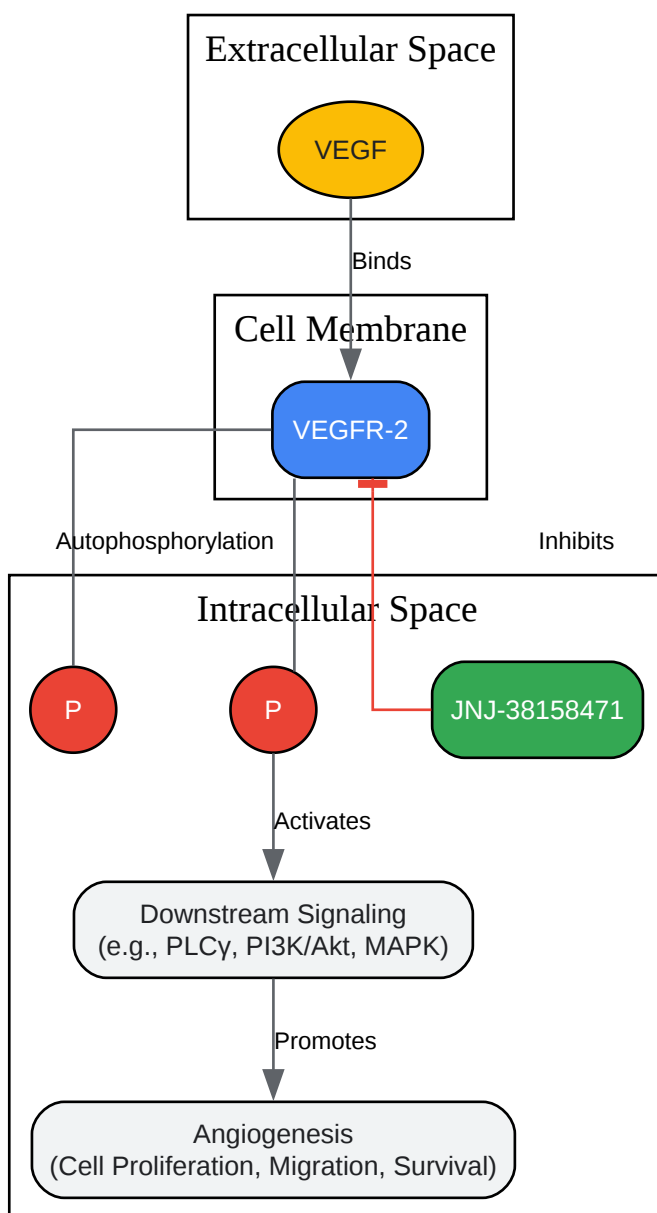 Extracellular Space
VEGF
Binds
Cell Membrane
VEGFR-2
Autophosphorylation
Inhibits
Intracellular Space
P
P
JNJ-38158471
Activates
Downstream Signaling
(e.g., PLCγ, PI3K/Akt, MAPK)
Promotes
Angiogenesis
(Cell Proliferation, Migration, Survival)